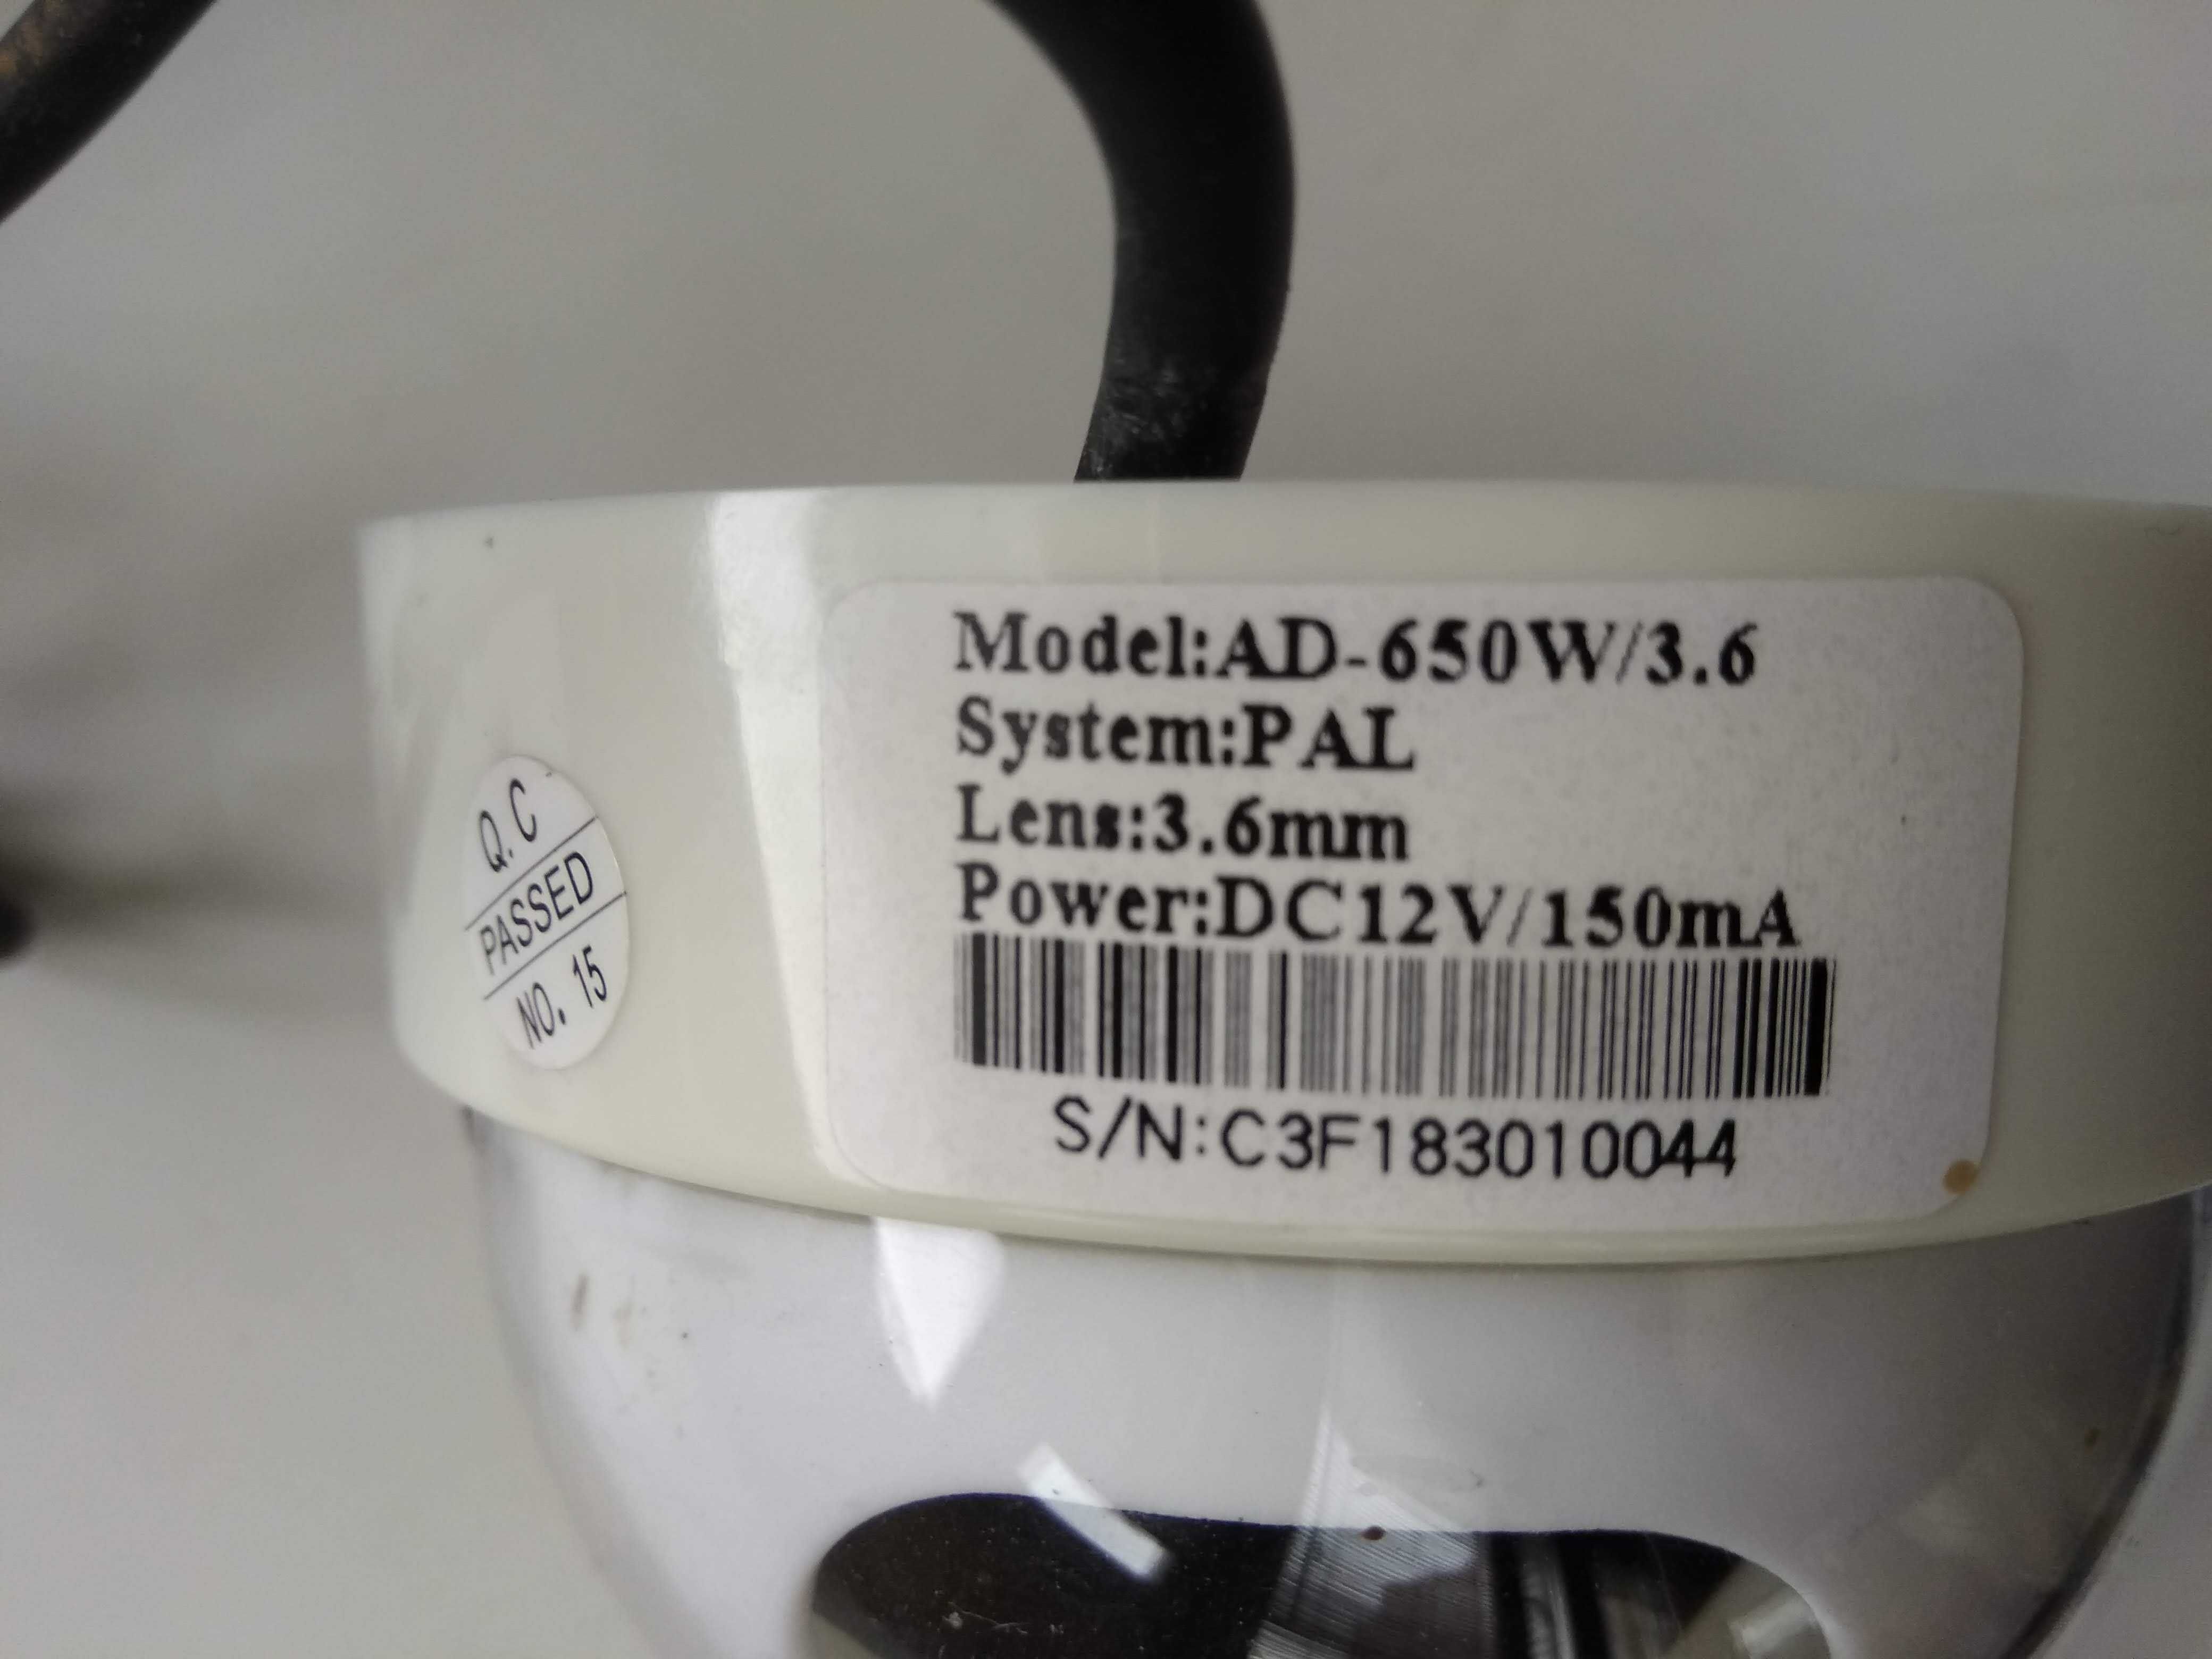 Model:AD-650W/3.6
System:PAL
Lens:3.6mm
Power:DC12V/150mA
S/N:C3F183010044
Q.C
PASSED
NO. 15